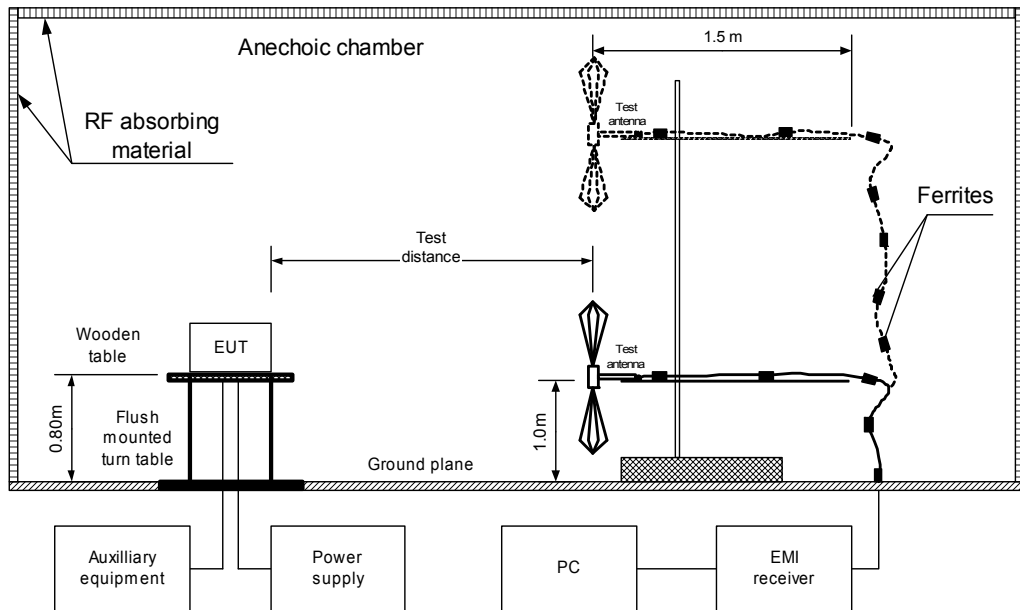 Anechoic chamber
1.5 m
RF absorbing
material
Test
antenna
Ferrites
Test
distance
Wooden
table
EUT
Test
antenna
0.80m
Flush
mounted
turn table
1.0m
Ground plane
Auxilliary
equipment
Power
supply
PC
EMI
receiver